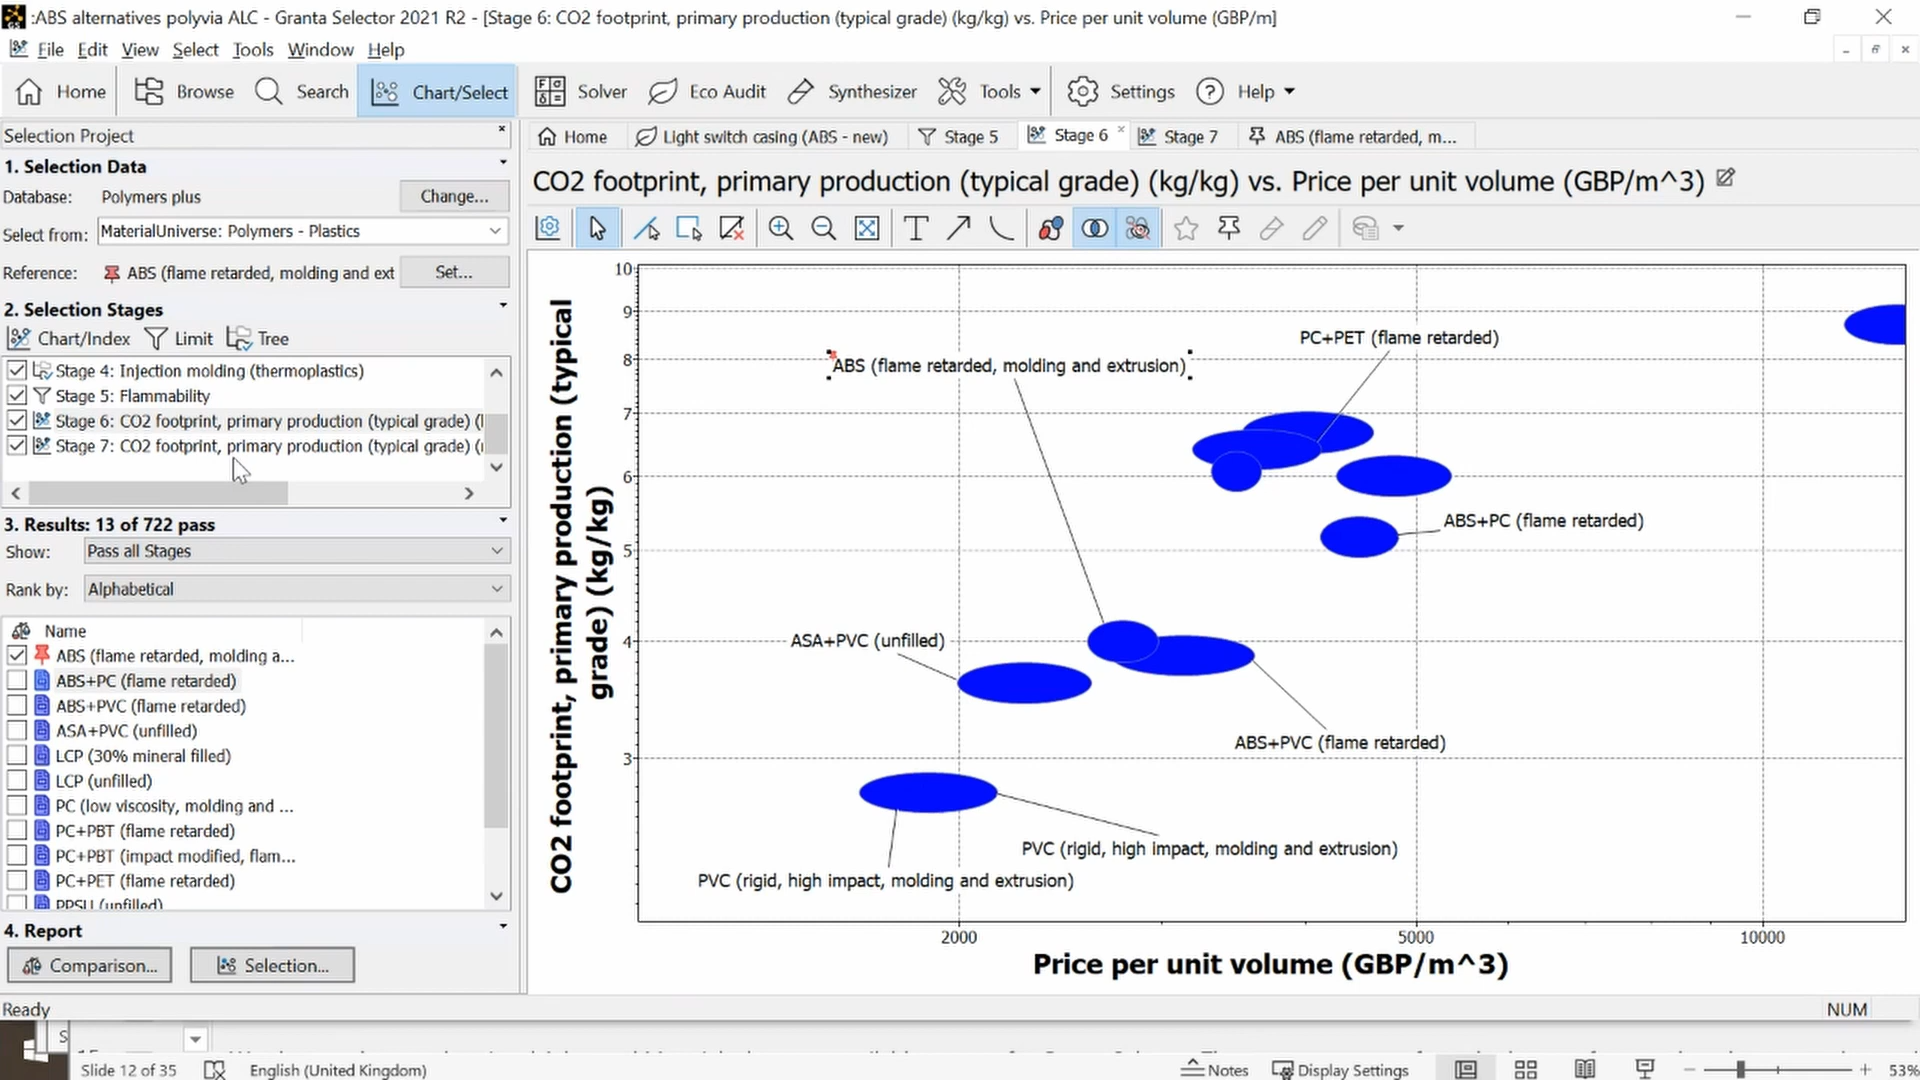 :ABS alternatives polyvia ALC - Granta Selector 2021 R2 - [Stage 6: CO2 footprint, primary production (typical grade) (kg/kg) vs. Price per unit volume (GBP/m]
File Edit View Select Tools Window Help
Home Browse Search Chart/Select Solver Eco Audit Synthesizer Tools Settings Help
Selection Project
1. Selection Data
Database: Polymers plus Change...
Select from: MaterialUniverse: Polymers - Plastics
Reference: ABS (flame retarded, molding and ext Set...
2. Selection Stages
Chart/Index Limit Tree
Stage 4: Injection molding (thermoplastics)
Stage 5: Flammability
Stage 6: CO2 footprint, primary production (typical grade) (
Stage 7: CO2 footprint, primary production (typical grade) (
3. Results: 13 of 722 pass
Show: Pass all Stages
Rank by: Alphabetical
Name
ABS (flame retarded, molding a...
ABS+PC (flame retarded)
ABS+PVC (flame retarded)
ASA+PVC (unfilled)
LCP (30% mineral filled)
LCP (unfilled)
PC (low viscosity, molding and ...
PC+PBT (flame retarded)
PC+PBT (impact modified, flam...
PC+PET (flame retarded)
PPSU (unfilled)
4. Report
Comparison... Selection...
Home Light switch casing (ABS - new) Stage 5 Stage 6 Stage 7 ABS (flame retarded, m...
CO2 footprint, primary production (typical grade) (kg/kg) vs. Price per unit volume (GBP/m^3)
CO2 footprint, primary production (typical
grade) (kg/kg)
10
9
8
7
6
5
4
3
PC+PET (flame retarded)
ABS (flame retarded, molding and extrusion)
ABS+PC (flame retarded)
ASA+PVC (unfilled)
ABS+PVC (flame retarded)
PVC (rigid, high impact, molding and extrusion)
PVC (rigid, high impact, molding and extrusion)
2000 5000 10000
Price per unit volume (GBP/m^3)
Ready NUM
S
Slide 12 of 35 English (United Kingdom) Notes Display Settings 53%